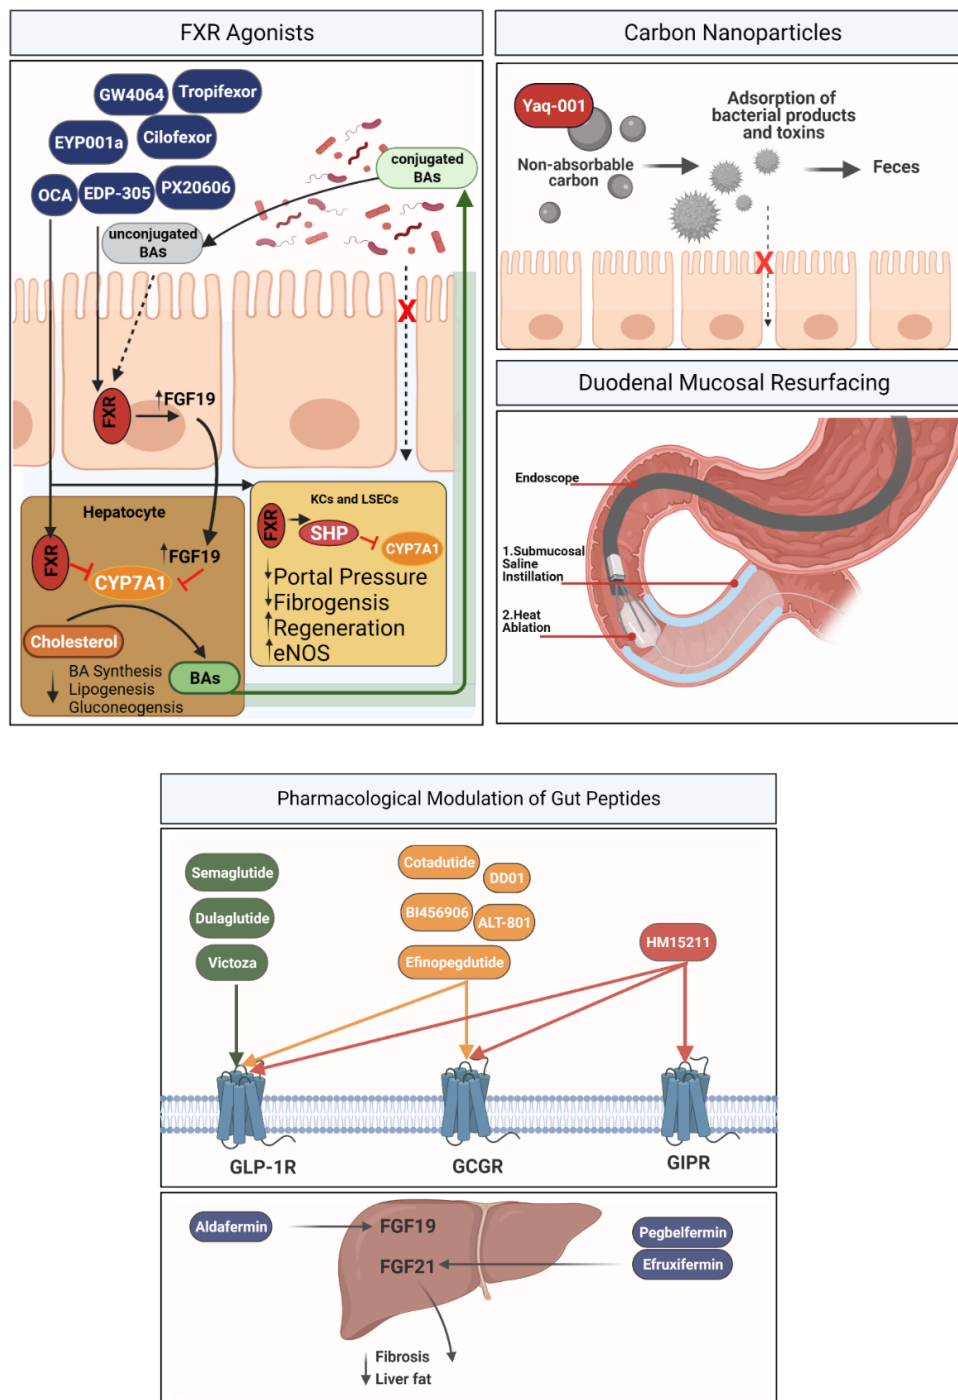 FXR Agonists
GW4064
Tropifexor
EYP001a
Cilofexor
OCA
EDP-305
PX20606
conjugated
BAs
unconjugated
BAs
X
FXR
↑FGF19
Hepatocyte
FXR
↑FGF19
CYP7A1
Cholesterol
BA Synthesis
Lipogenesis
Gluconeogensis
BAs
KCs and LSECs
FXR
SHP
CYP7A1
↓Portal Pressure
↓Fibrogensis
↑Regeneration
↑eNOS
Carbon Nanoparticles
Yaq-001
Non-absorbable
carbon
Adsorption of
bacterial products
and toxins
Feces
X
Duodenal Mucosal Resurfacing
Endoscope
1.Submucosal
Saline
Instillation
2.Heat
Ablation
Pharmacological Modulation of Gut Peptides
Semaglutide
Dulaglutide
Victoza
Cotadutide
DD01
BI456906
ALT-801
Efinopegdutide
HM15211
GLP-1R
GCGR
GIPR
Aldafermin
FGF19
FGF21
Pegbelfermin
Efruxifermin
Fibrosis
Liver fat